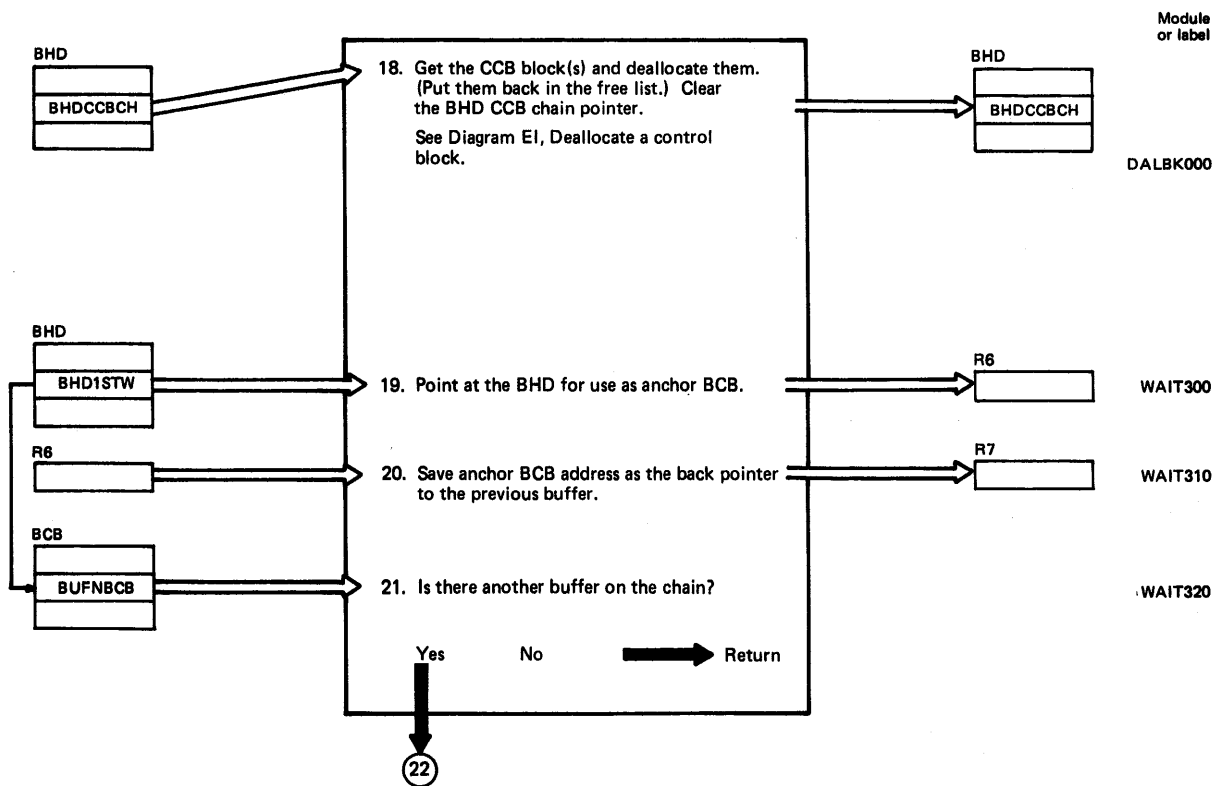 Module
or label
BHD
BHDCCBCH
18. Get the CCB block(s) and deallocate them.
(Put them back in the free list.) Clear
the BHD CCB chain pointer.
See Diagram EI, Deallocate a control
block.
BHD
BHDCCBCH
DALBK000
BHD
BHD1STW
19. Point at the BHD for use as anchor BCB.
R6
WAIT300
R6
20. Save anchor BCB address as the back pointer
to the previous buffer.
R7
WAIT310
BCB
BUFNBCB
21. Is there another buffer on the chain?
WAIT320
Yes No Return
22